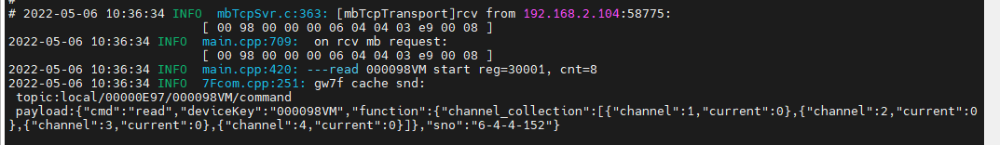 #
# 2022-05-06 10:36:34 INFO  mbTcpSvr.c:363: [mbTcpTransport]rcv from 192.168.2.104:58775:
[ 00 98 00 00 00 06 04 04 03 e9 00 08 ]
2022-05-06 10:36:34 INFO  main.cpp:709:  on rcv mb request:
[ 00 98 00 00 00 06 04 04 03 e9 00 08 ]
2022-05-06 10:36:34 INFO  main.cpp:420: ---read 000098VM start reg=30001, cnt=8
2022-05-06 10:36:34 INFO  7Fcom.cpp:251: gw7f cache snd:
topic:local/00000E97/000098VM/command
payload:{"cmd":"read","deviceKey":"000098VM","function":{"channel_collection":[{"channel":1,"current":0},{"channel":2,"current":0
},{"channel":3,"current":0},{"channel":4,"current":0}]},"sno":"6-4-4-152"}